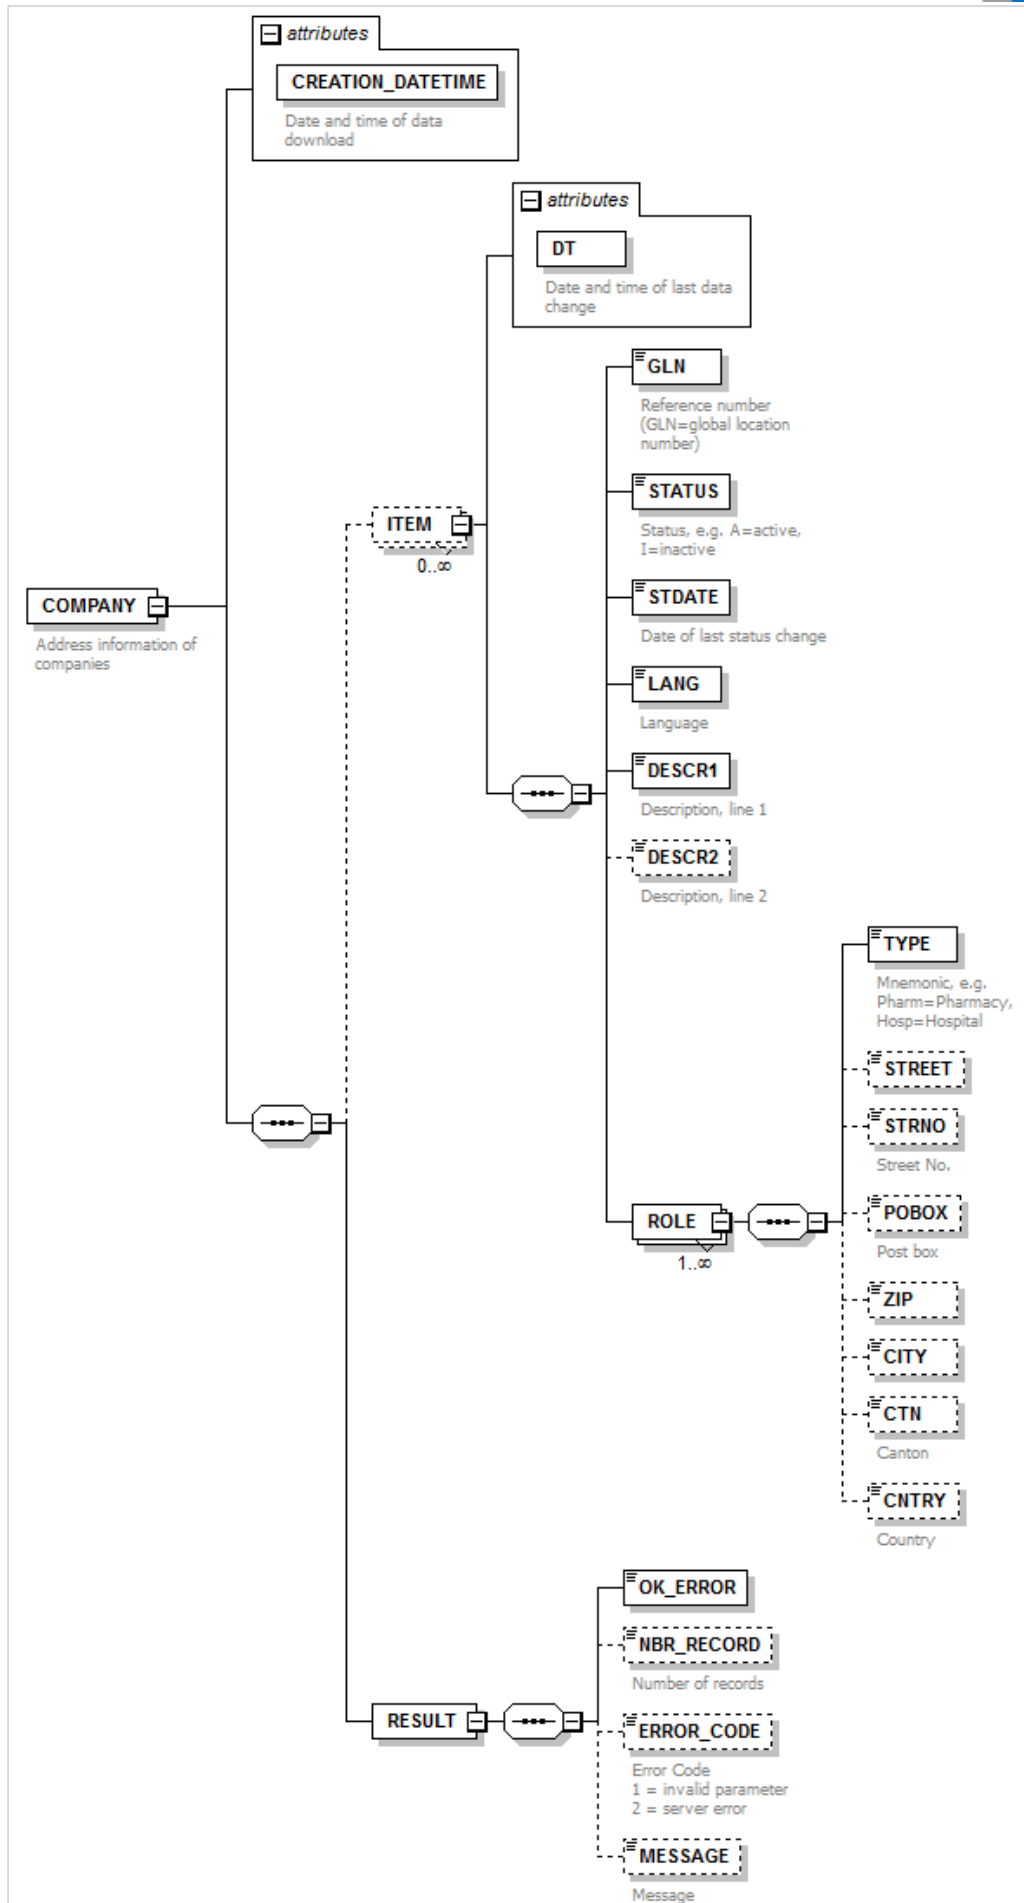 attributes
CREATION_DATETIME
Date and time of data
download
attributes
DT
Date and time of last data
change
GLN
Reference number
(GLN=global location
number)
STATUS
Status, e.g. A=active,
I=inactive
ITEM
0..∞
STDATE
Date of last status change
COMPANY
Address information of
companies
LANG
Language
DESCR1
Description, line 1
DESCR2
Description, line 2
TYPE
Mnemonic, e.g.
Pharm=Pharmacy,
Hosp=Hospital
STREET
STRNO
Street No.
POBOX
Post box
ROLE
1..∞
ZIP
CITY
CTN
Canton
CNTRY
Country
OK_ERROR
NBR_RECORD
Number of records
RESULT
ERROR_CODE
Error Code
1 = invalid parameter
2 = server error
MESSAGE
Message